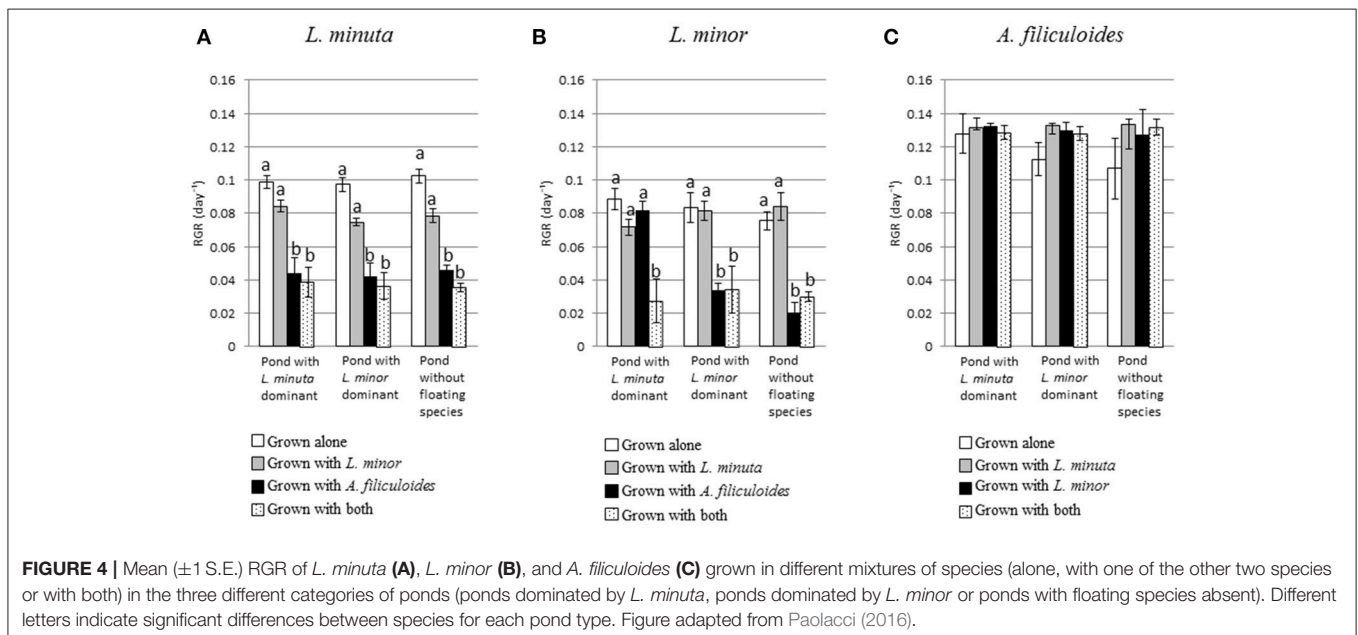 A L. minuta
RGR (day⁻¹)
0.16
0.14
0.12
0.1
0.08
0.06
0.04
0.02
0
a a b b
a a b b
a a b b
Pond with L. minuta dominant
Pond with L. minor dominant
Pond without floating species
Grown alone
Grown with L. minor
Grown with A. filiculoides
Grown with both
B L. minor
0.16
0.14
0.12
0.1
0.08
0.06
0.04
0.02
0
a a a b
a a b b
a a b b
Pond with L. minuta dominant
Pond with L. minor dominant
Pond without floating species
Grown alone
Grown with L. minuta
Grown with A. filiculoides
Grown with both
C A. filiculoides
0.16
0.14
0.12
0.1
0.08
0.06
0.04
0.02
0
Pond with L. minuta dominant
Pond with L. minor dominant
Pond without floating species
Grown alone
Grown with L. minuta
Grown with L. minor
Grown with both
FIGURE 4 | Mean (±1 S.E.) RGR of L. minuta (A), L. minor (B), and A. filiculoides (C) grown in different mixtures of species (alone, with one of the other two species
or with both) in the three different categories of ponds (ponds dominated by L. minuta, ponds dominated by L. minor or ponds with floating species absent). Different
letters indicate significant differences between species for each pond type. Figure adapted from Paolacci (2016).